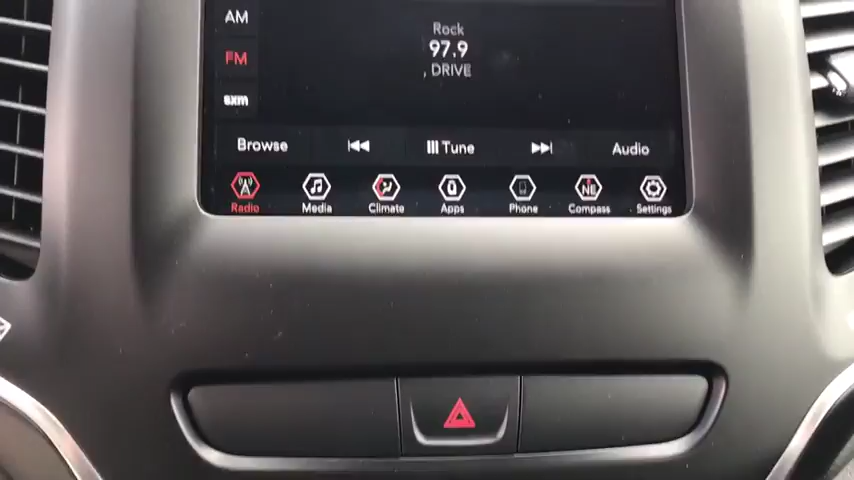 AM
Rock
FM
97.9
, DRIVE
sxm
Browse
Tune
Audio
Radio
Media
Climate
Apps
Phone
NE
Compass
Settings